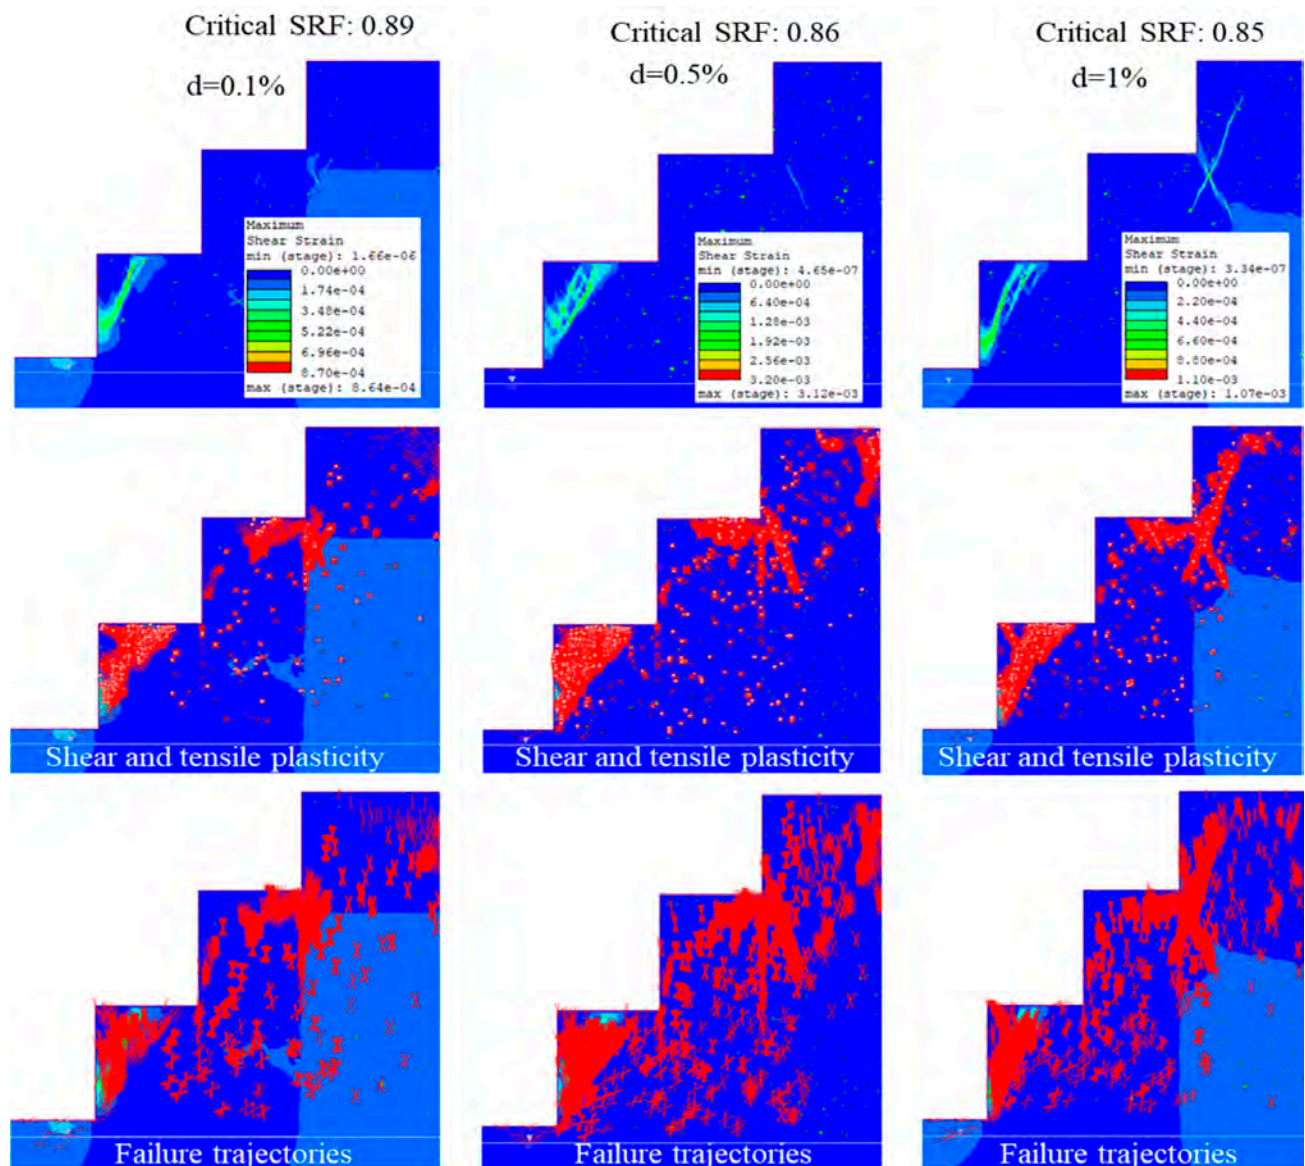 Critical SRF: 0.89
d=0.1%
Critical SRF: 0.86
d=0.5%
Critical SRF: 0.85
d=1%
Maximum
Shear Strain
min (stage): 1.66e-06
0.00e+00
1.74e-04
3.48e-04
5.22e-04
6.96e-04
8.70e-04
max (stage): 8.64e-04
Maximum
Shear Strain
min (stage): 4.65e-07
0.00e+00
6.40e-04
1.28e-03
1.92e-03
2.56e-03
3.20e-03
max (stage): 3.12e-03
Maximum
Shear Strain
min (stage): 3.34e-07
0.00e+00
2.20e-04
4.40e-04
6.60e-04
8.80e-04
1.10e-03
max (stage): 1.07e-03
Shear and tensile plasticity
Shear and tensile plasticity
Shear and tensile plasticity
Failure trajectories
Failure trajectories
Failure trajectories